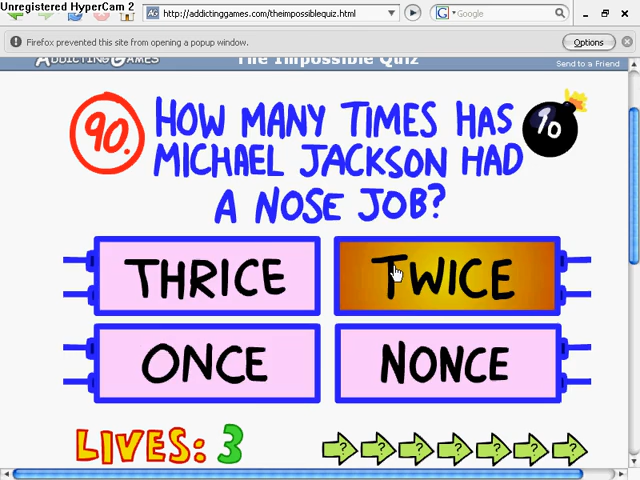 Unregistered HyperCam 2
http://addictinggames.com/theimpossiblequiz.html
Google
Firefox prevented this site from opening a popup window.
Options
ADDICTINGGAMES
The Impossible Quiz
Send to a Friend
90.
HOW MANY TIMES HAS
MICHAEL JACKSON HAD
A NOSE JOB?
90
THRICE
TWICE
ONCE
NONCE
LIVES: 3
? ? ? ? ? ? ?